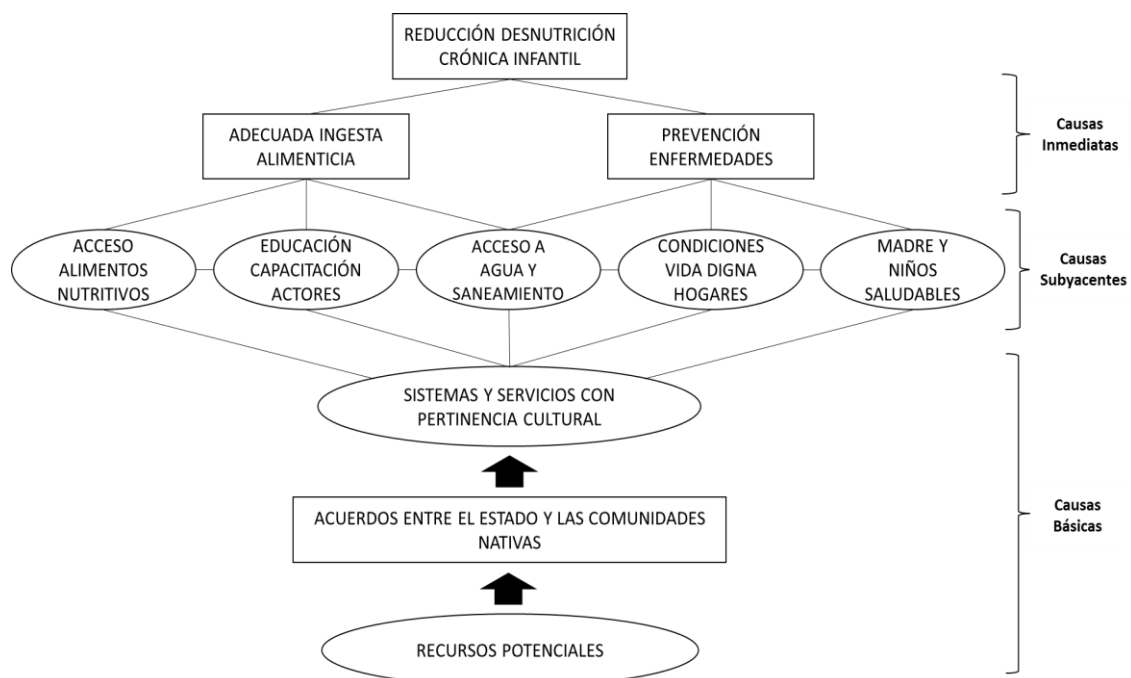 REDUCCIÓN DESNUTRICIÓN
CRÓNICA INFANTIL
ADECUADA INGESTA
ALIMENTICIA
PREVENCIÓN
ENFERMEDADES
Causas
Inmediatas
ACCESO
ALIMENTOS
NUTRITIVOS
EDUCACIÓN
CAPACITACIÓN
ACTORES
ACCESO A
AGUA Y
SANEAMIENTO
CONDICIONES
VIDA DIGNA
HOGARES
MADRE Y
NIÑOS
SALUDABLES
Causas
Subyacentes
SISTEMAS Y SERVICIOS CON
PERTINENCIA CULTURAL
ACUERDOS ENTRE EL ESTADO Y LAS COMUNIDADES
NATIVAS
Causas
Básicas
RECURSOS POTENCIALES